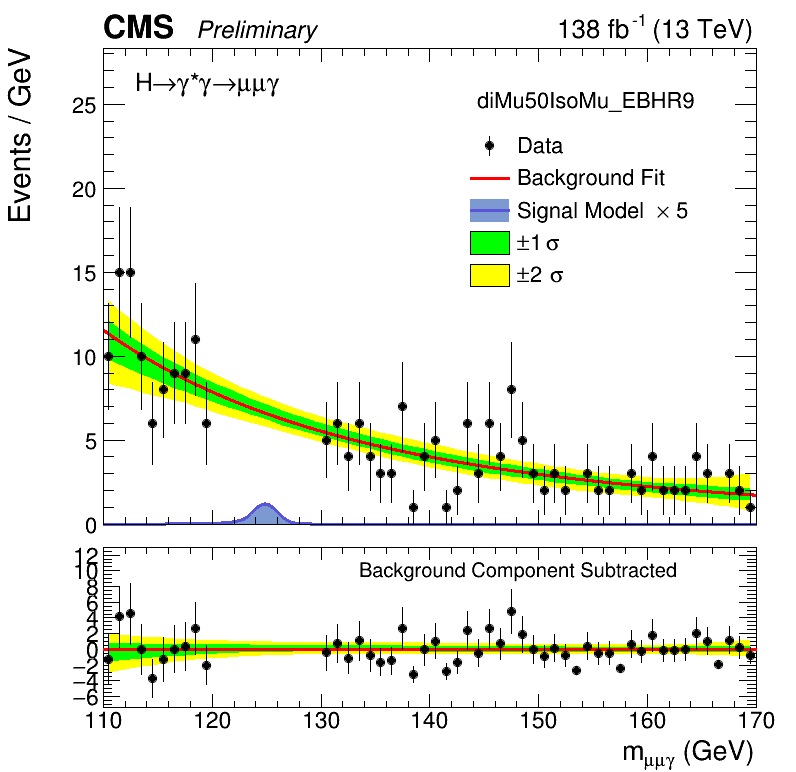 CMS Preliminary 138 fb⁻¹ (13 TeV)
H→γ*γ→μμγ
diMu50IsoMu_EBHR9
Data
Background Fit
Signal Model × 5
±1 σ
±2 σ
Events / GeV
25
20
15
10
5
0
Background Component Subtracted
12
10
8
6
4
2
0
−2
−4
−6
110 120 130 140 150 160 170
m_μμγ (GeV)